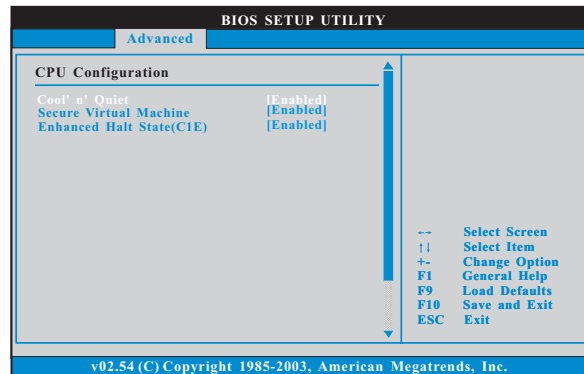 BIOS SETUP UTILITY
Advanced
CPU Configuration
Cool' n' Quiet [Enabled]
Secure Virtual Machine [Enabled]
Enhanced Halt State(C1E) [Enabled]
←→ Select Screen
↑↓ Select Item
+- Change Option
F1 General Help
F9 Load Defaults
F10 Save and Exit
ESC Exit
v02.54 (C) Copyright 1985-2003, American Megatrends, Inc.